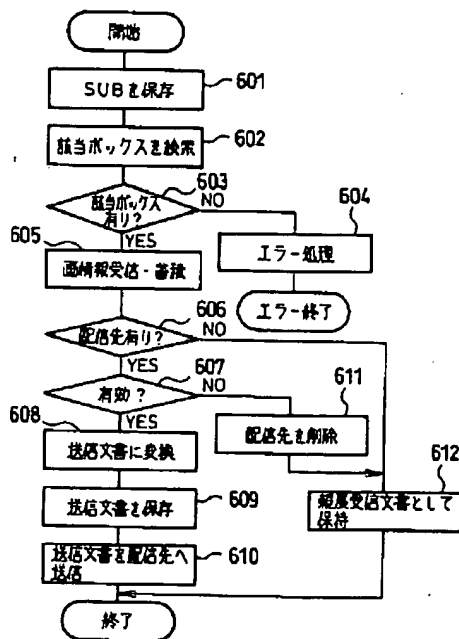 開始
SUBを保存
601
該当ボックスを検索
602
603
該当ボックス
有り?
NO
YES
604
エラー処理
エラー終了
605
画情報受信・蓄積
606
配信先有り?
NO
YES
607
有効?
NO
YES
611
配信先を削除
608
送信文書に変換
612
親展受信文書として
保持
送信文書を保存
609
送信文書を配信先へ
送信
610
終了